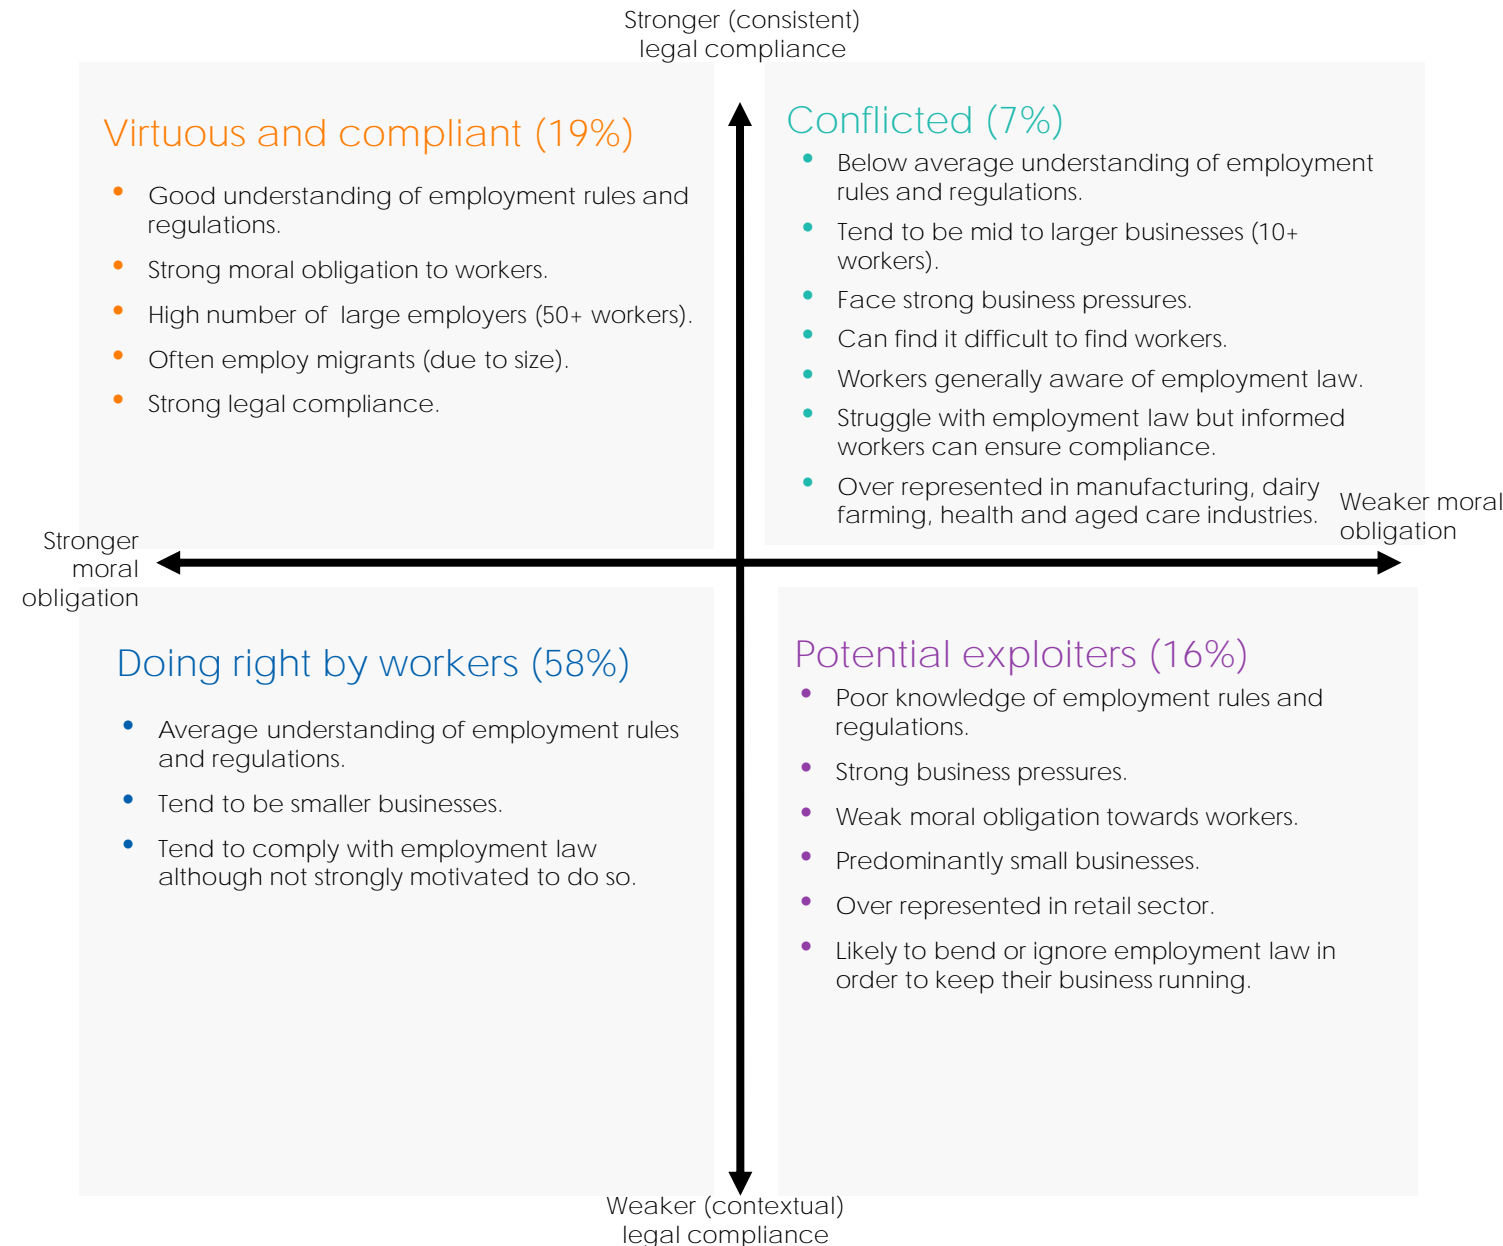 Stronger (consistent)
legal compliance
Virtuous and compliant (19%)
• Good understanding of employment rules and
regulations.
• Strong moral obligation to workers.
• High number of large employers (50+ workers).
• Often employ migrants (due to size).
• Strong legal compliance.
Conflicted (7%)
• Below average understanding of employment
rules and regulations.
• Tend to be mid to larger businesses (10+
workers).
• Face strong business pressures.
• Can find it difficult to find workers.
• Workers generally aware of employment law.
• Struggle with employment law but informed
workers can ensure compliance.
• Over represented in manufacturing, dairy
farming, health and aged care industries.
Weaker moral
obligation
Stronger
moral
obligation
Doing right by workers (58%)
• Average understanding of employment rules
and regulations.
• Tend to be smaller businesses.
• Tend to comply with employment law
although not strongly motivated to do so.
Potential exploiters (16%)
• Poor knowledge of employment rules and
regulations.
• Strong business pressures.
• Weak moral obligation towards workers.
• Predominantly small businesses.
• Over represented in retail sector.
• Likely to bend or ignore employment law in
order to keep their business running.
Weaker (contextual)
legal compliance